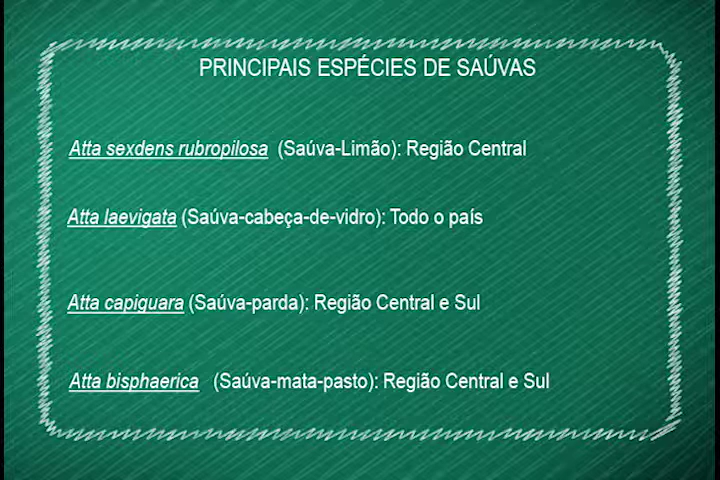 PRINCIPAIS ESPÉCIES DE SAÚVAS
Atta sexdens rubropilosa (Saúva-Limão): Região Central
Atta laevigata (Saúva-cabeça-de-vidro): Todo o país
Atta capiguara (Saúva-parda): Região Central e Sul
Atta bisphaerica (Saúva-mata-pasto): Região Central e Sul